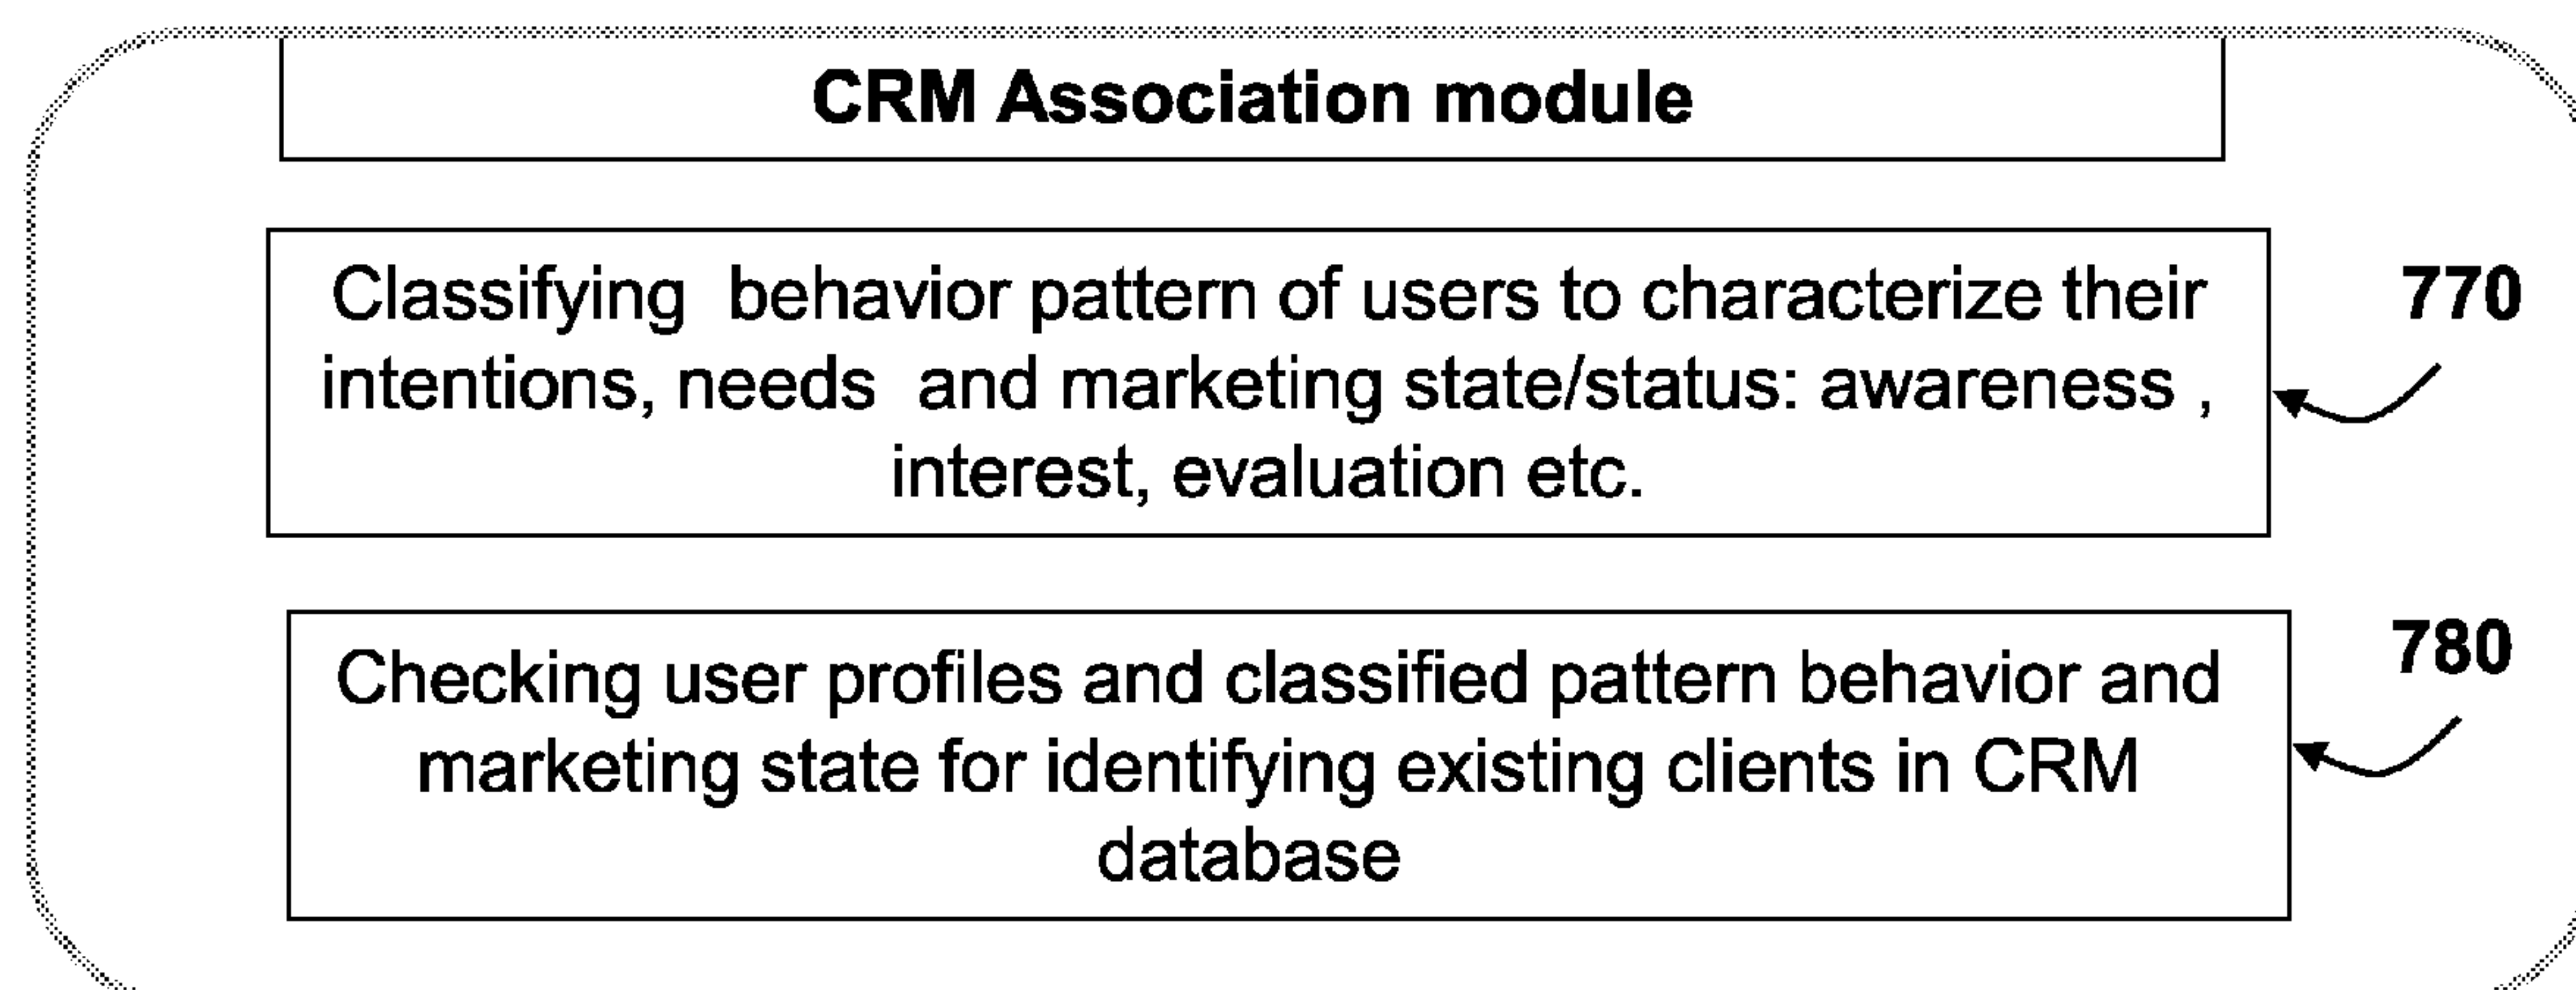 CRM Association module
Classifying behavior pattern of users to characterize their
770
intentions, needs and marketing state/status: awareness ,
interest, evaluation etc.
Checking user profiles and classified pattern behavior and
780
marketing state for identifying existing clients in CRM
database